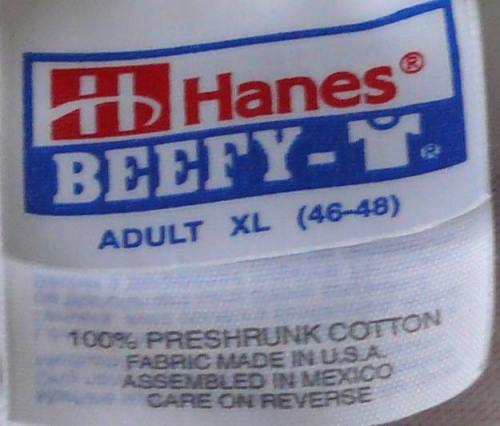 Hanes®
BEEFY-T®
ADULT XL (46-48)
100% PRESHRUNK COTTON
FABRIC MADE IN U.S.A.
ASSEMBLED IN MEXICO
CARE ON REVERSE